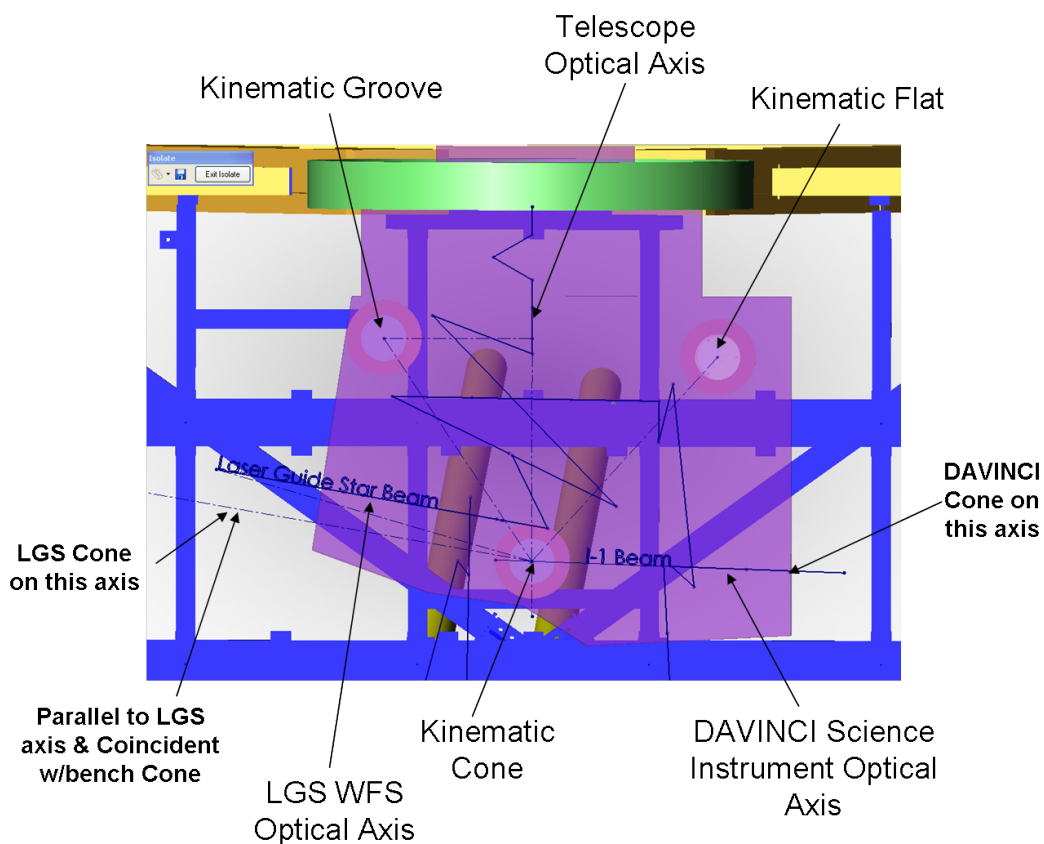 Telescope
Optical Axis
Kinematic Groove
Kinematic Flat
Isolate
Exit Isolate
Laser Guide Star Beam
DAVINCI
Cone on
this axis
LGS Cone
on this axis
I-1 Beam
Parallel to LGS
axis & Coincident
w/bench Cone
Kinematic
Cone
DAVINCI Science
Instrument Optical
Axis
LGS WFS
Optical Axis